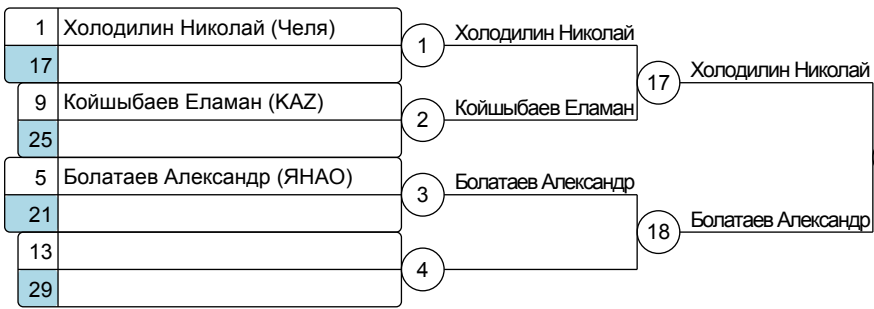 1 Холодилин Николай (Челя)
17
9 Койшыбаев Еламан (KAZ)
25
5 Болатаев Александр (ЯНАО)
21
13
29
1 Холодилин Николай
2 Койшыбаев Еламан
3 Болатаев Александр
4
17 Холодилин Николай
18 Болатаев Александр